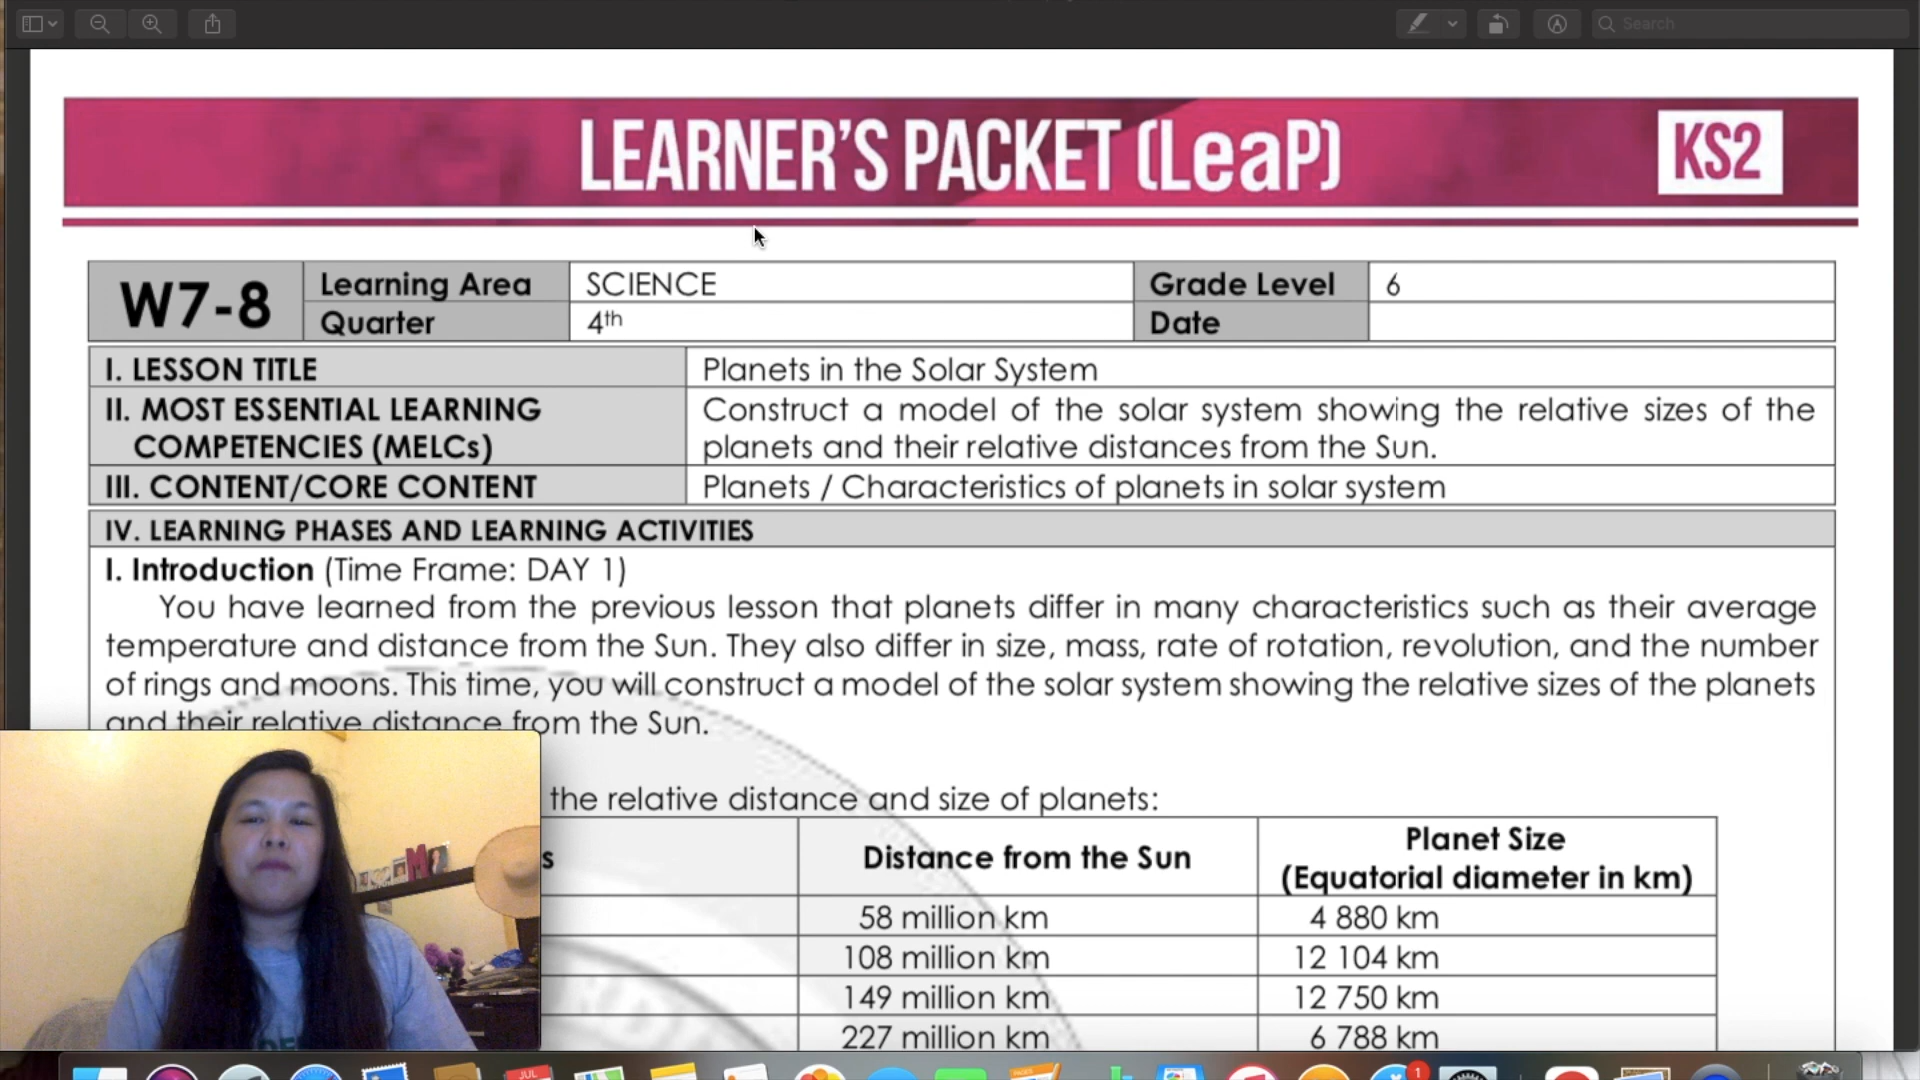 Search
LEARNER'S PACKET (LeaP)
KS2
W7-8
Learning Area
SCIENCE
Grade Level
6
Quarter
4th
Date
I. LESSON TITLE
Planets in the Solar System
II. MOST ESSENTIAL LEARNING
COMPETENCIES (MELCs)
Construct a model of the solar system showing the relative sizes of the
planets and their relative distances from the Sun.
III. CONTENT/CORE CONTENT
Planets / Characteristics of planets in solar system
IV. LEARNING PHASES AND LEARNING ACTIVITIES
I. Introduction (Time Frame: DAY 1)
You have learned from the previous lesson that planets differ in many characteristics such as their average
temperature and distance from the Sun. They also differ in size, mass, rate of rotation, revolution, and the number
of rings and moons. This time, you will construct a model of the solar system showing the relative sizes of the planets
and their relative distance from the Sun.
the relative distance and size of planets:
s
Distance from the Sun
Planet Size
(Equatorial diameter in km)
58 million km
4 880 km
108 million km
12 104 km
149 million km
12 750 km
227 million km
6 788 km
M
JUL
PAGES
1